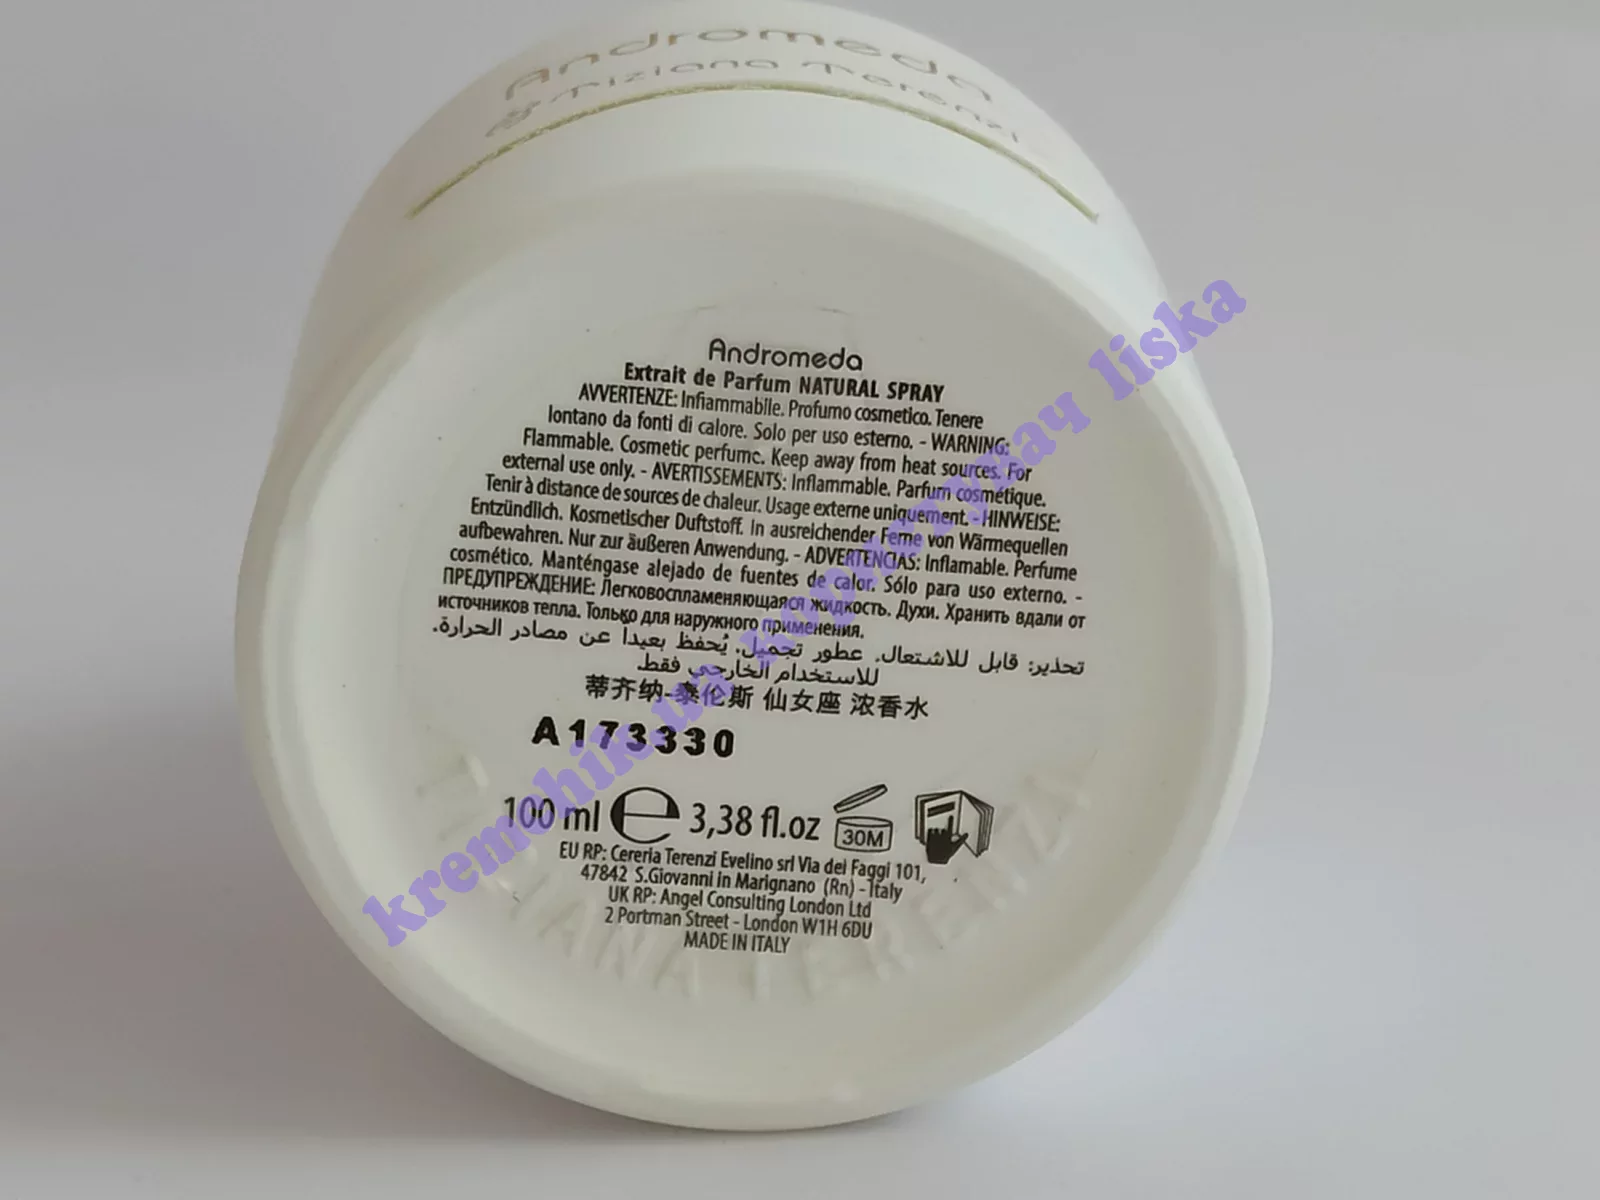 Andromeda
Tiziana Terenzi
Andromeda
Extrait de Parfum NATURAL SPRAY
AVVERTENZE: Infiammabile. Profumo cosmetico. Tenere
lontano da fonti di calore. Solo per uso esterno. - WARNING:
Flammable. Cosmetic perfume. Keep away from heat sources. For
external use only. - AVERTISSEMENTS: Inflammable. Parfum cosmétique.
Tenir à distance de sources de chaleur. Usage externe uniquement. - HINWEISE:
Entzündlich. Kosmetischer Duftstoff. In ausreichender Ferne von Wärmequellen
aufbewahren. Nur zur äußeren Anwendung. - ADVERTENCIAS: Inflamable. Perfume
cosmético. Manténgase alejado de fuentes de calor. Sólo para uso externo. -
ПРЕДУПРЕЖДЕНИЕ: Легковоспламеняющаяся жидкость. Духи. Хранить вдали от
источников тепла. Только для наружного применения.
تحذير: قابل للاشتعال. عطور تجميل. يُحفظ بعيداً عن مصادر الحرارة.
للاستخدام الخارجي فقط.
蒂齐纳-泰伦斯 仙女座 浓香水
A173330
100 ml e 3,38 fl.oz 30M
EU RP: Cereria Terenzi Evelino srl Via dei Faggi 101,
47842 S.Giovanni in Marignano (Rn) - Italy
UK RP: Angel Consulting London Ltd
2 Portman Street - London W1H 6DU
MADE IN ITALY
TIZIANA TERENZI
kremchik.ua користувач liska